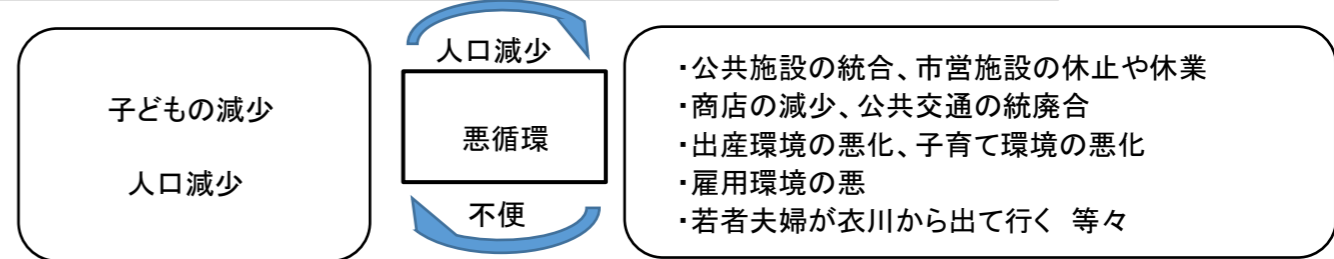 子どもの減少
人口減少
人口減少
悪循環
不便
・公共施設の統合、市営施設の休止や休業
・商店の減少、公共交通の統廃合
・出産環境の悪化、子育て環境の悪化
・雇用環境の悪
・若者夫婦が衣川から出て行く 等々